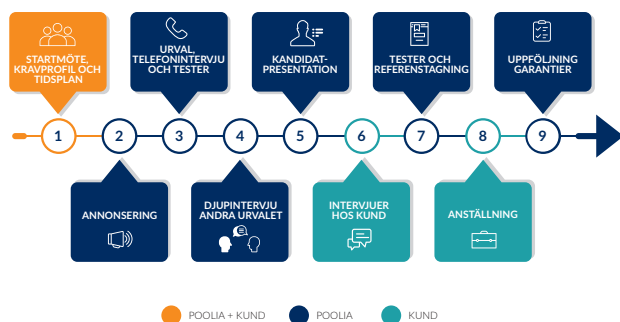 STARTMÖTE,
KRAVPROFIL OCH
TIDSPLAN
URVAL,
TELEFONINTERVJU
OCH TESTER
KANDIDAT-
PRESENTATION
TESTER OCH
REFERENSTAGNING
UPPFÖLJNING
GARANTIER
1 2 3 4 5 6 7 8 9
ANNONSERING
DJUPINTERVJU
ANDRA URVALET
INTERVJUER
HOS KUND
ANSTÄLLNING
POOLIA + KUND POOLIA KUND